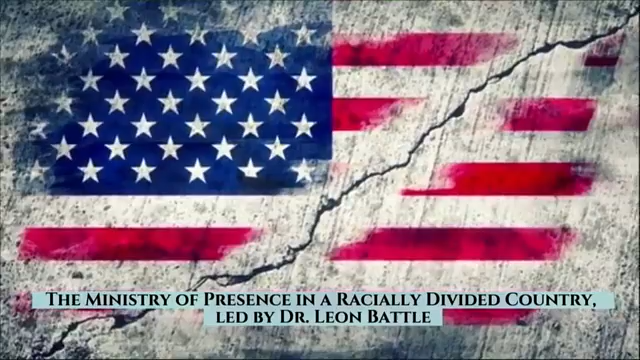 The Ministry of Presence in a Racially Divided Country,
led by Dr. Leon Battle